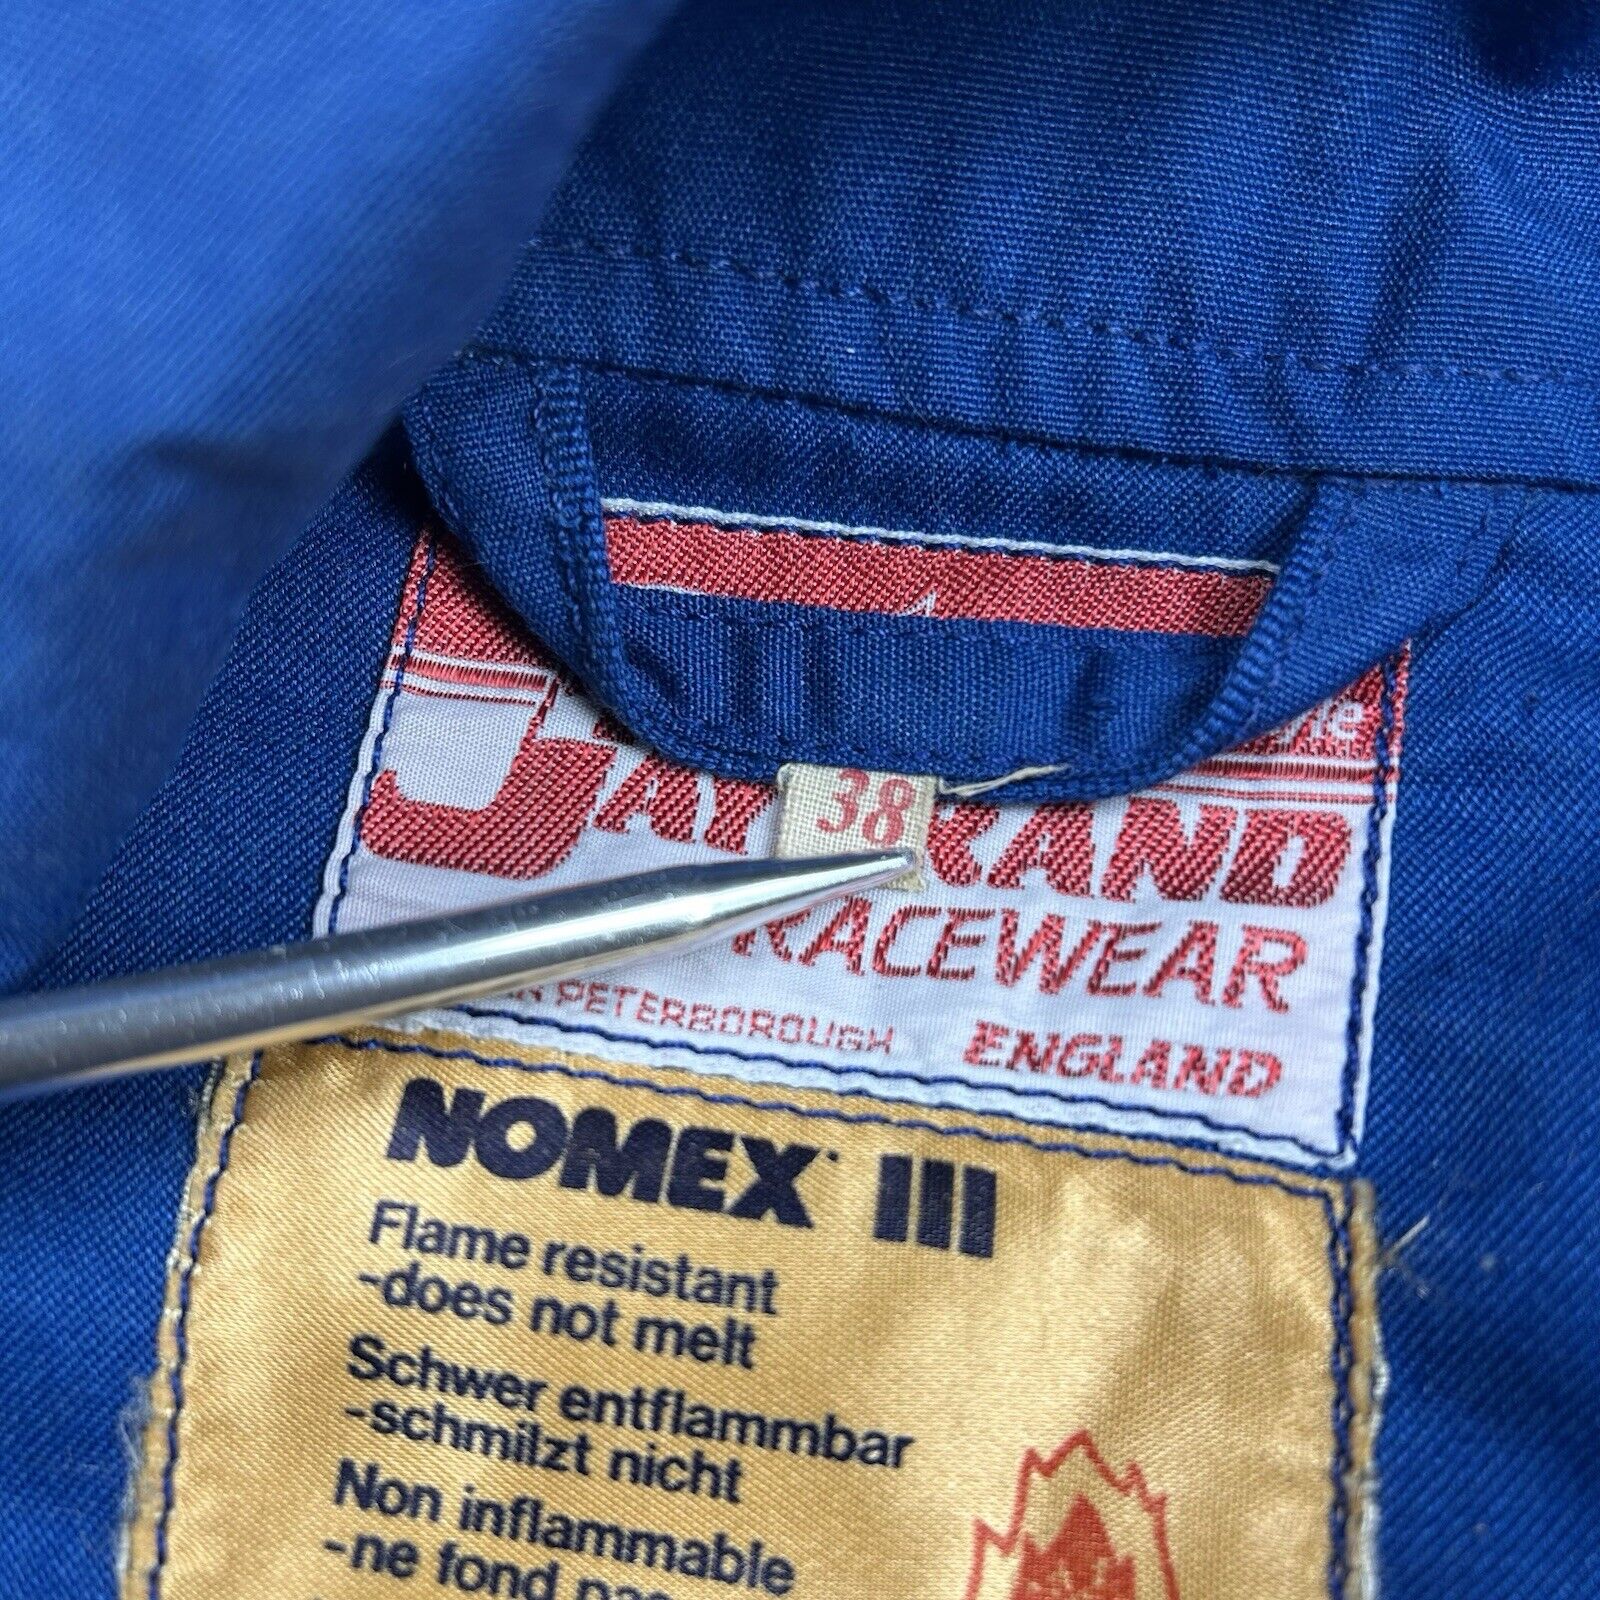 38
RACEWEAR
PETERBOROUGH ENGLAND
NOMEX III
Flame resistant
-does not melt
Schwer entflammbar
-schmilzt nicht
Non inflammable
-ne fond pas